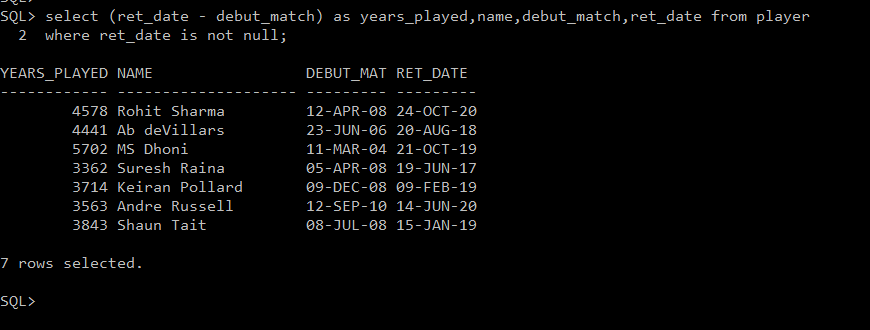 SQL>
SQL> select (ret_date - debut_match) as years_played,name,debut_match,ret_date from player
  2  where ret_date is not null;

YEARS_PLAYED NAME                 DEBUT_MAT RET_DATE
------------ -------------------- --------- ---------
        4578 Rohit Sharma         12-APR-08 24-OCT-20
        4441 Ab deVillars         23-JUN-06 20-AUG-18
        5702 MS Dhoni             11-MAR-04 21-OCT-19
        3362 Suresh Raina         05-APR-08 19-JUN-17
        3714 Keiran Pollard       09-DEC-08 09-FEB-19
        3563 Andre Russell        12-SEP-10 14-JUN-20
        3843 Shaun Tait           08-JUL-08 15-JAN-19

7 rows selected.

SQL>